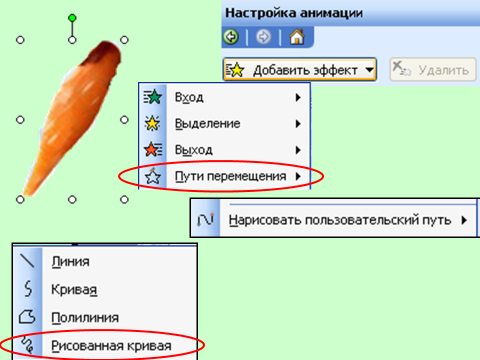 Настройка анимации
Добавить эффект
Удалить
Вход
Выделение
Выход
Пути перемещения
Нарисовать пользовательский путь
Линия
Кривая
Полилиния
Рисованная кривая